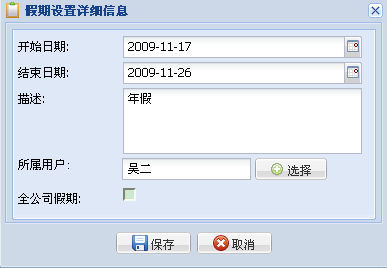 假期设置详细信息
开始日期: 2009-11-17
结束日期: 2009-11-26
描述: 年假
所属用户: 吴二 选择
全公司假期:
保存 取消